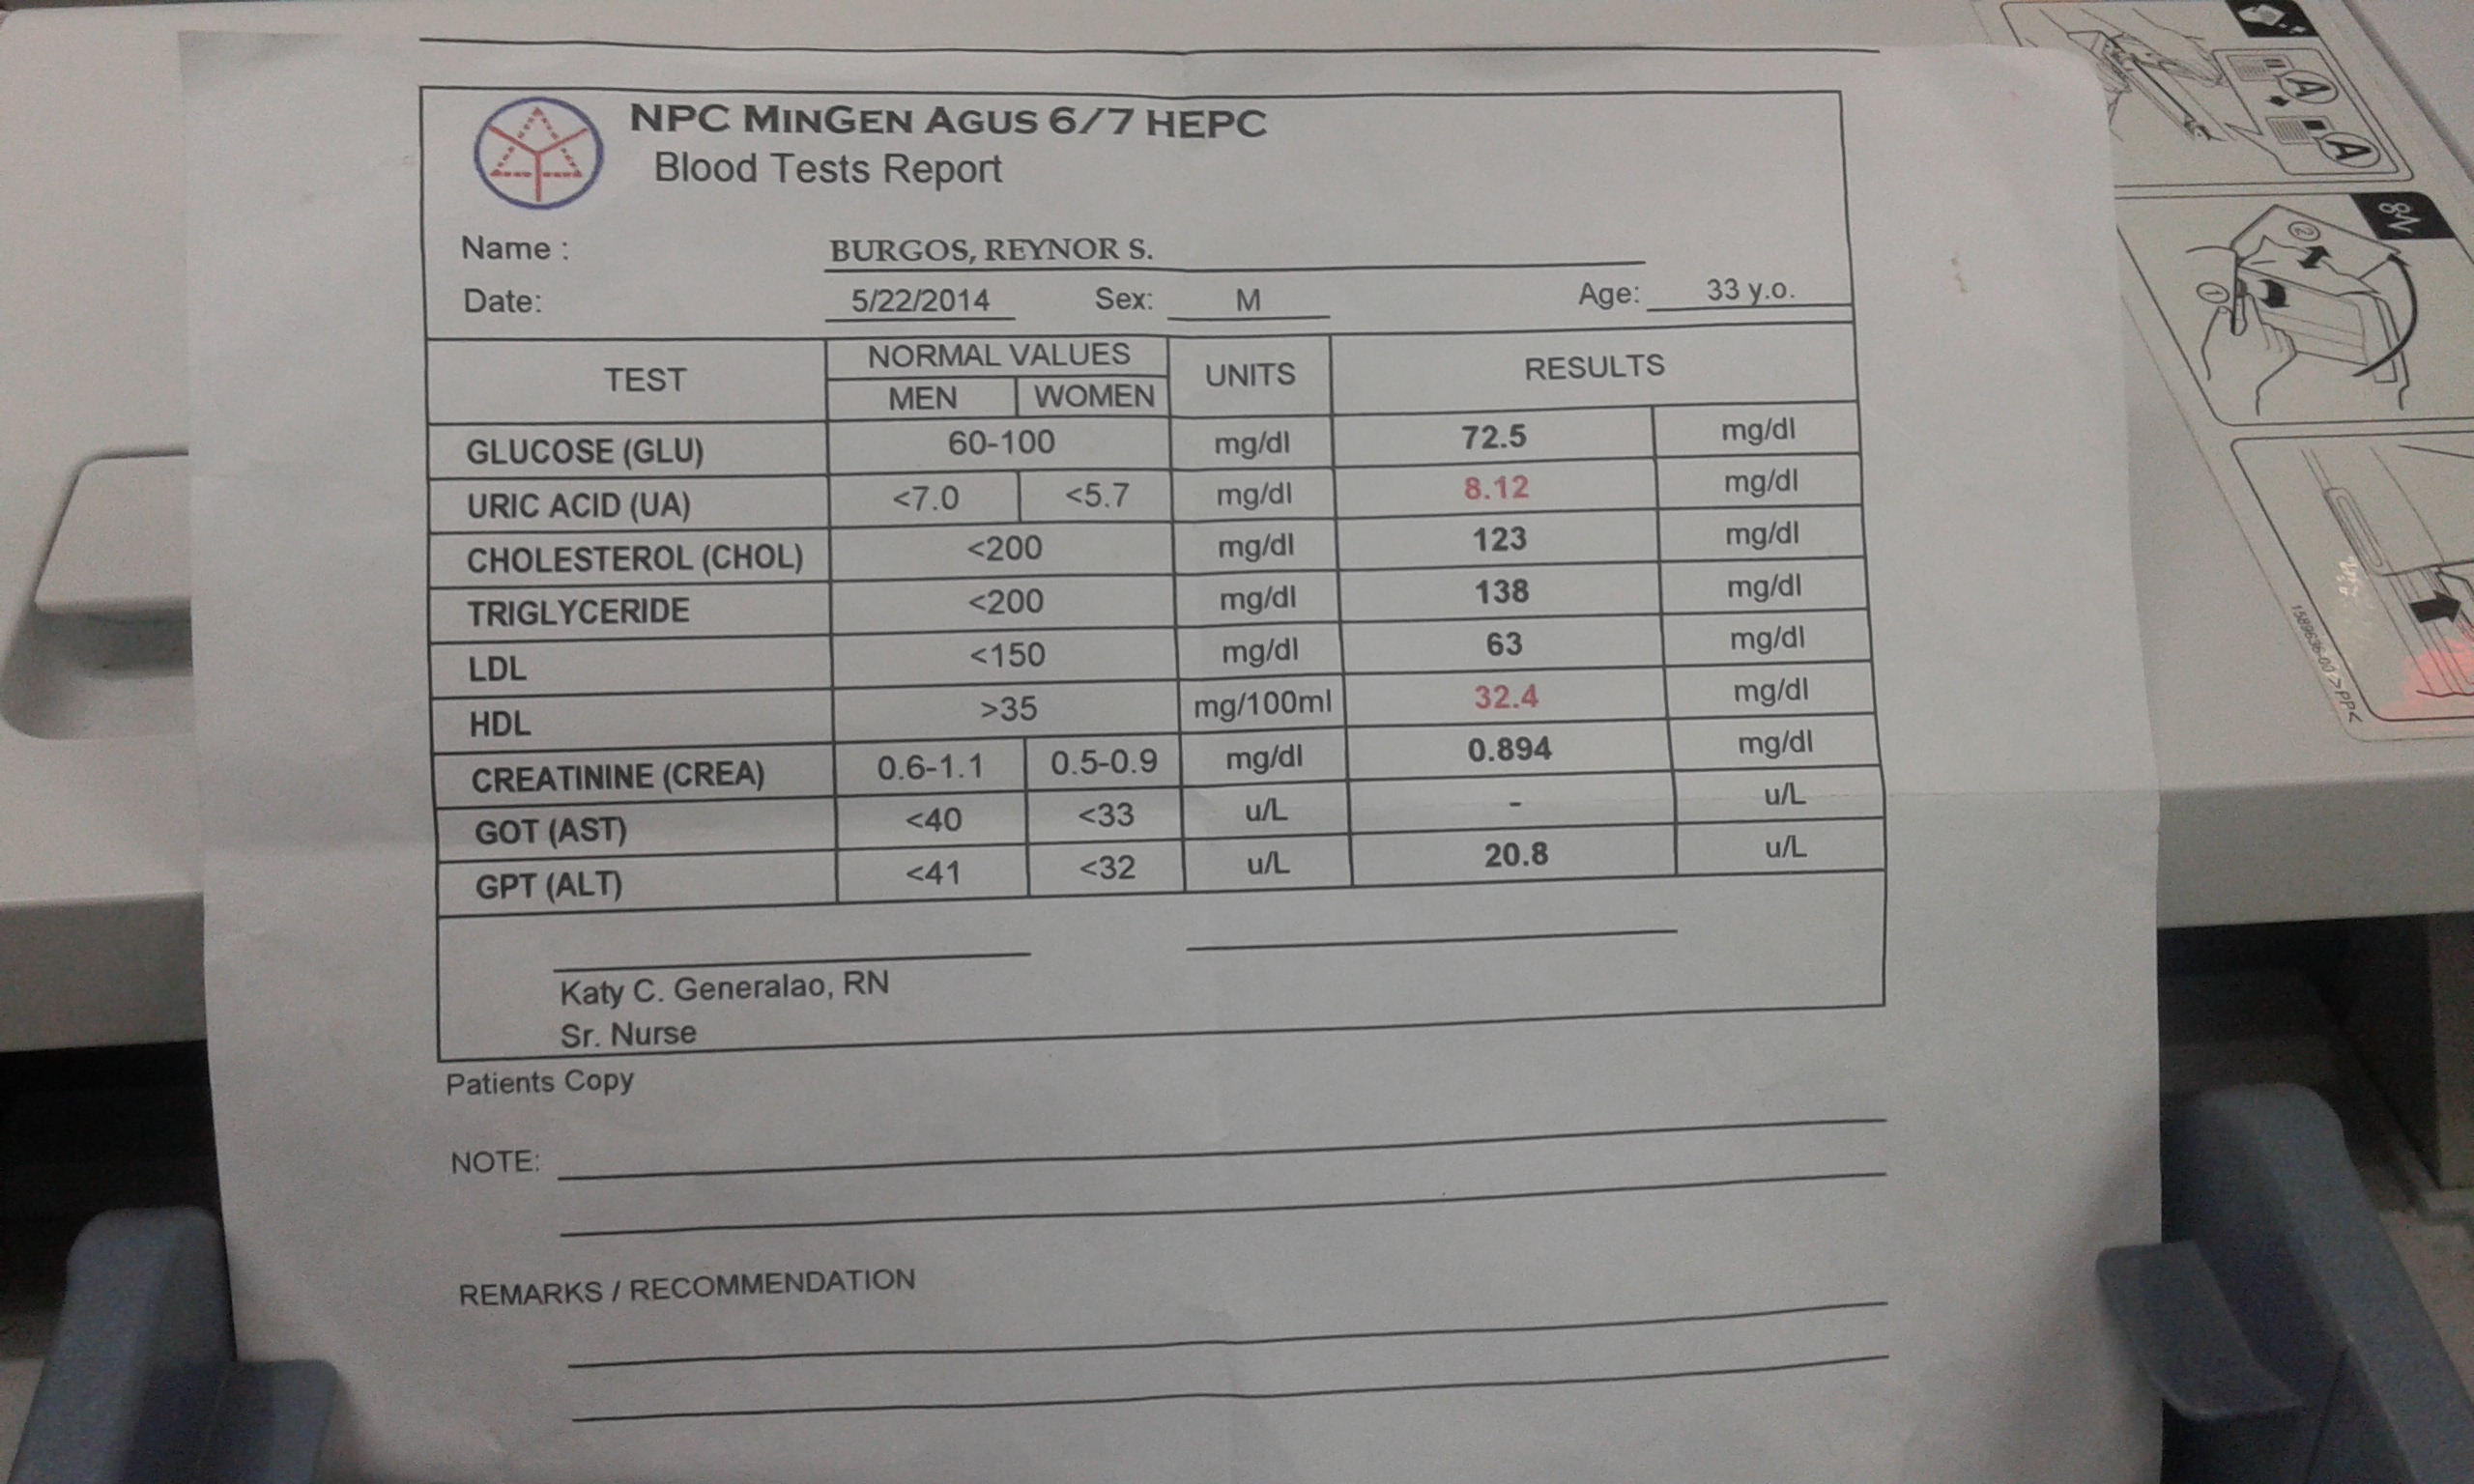 NPC MINGEN AGUS 6/7 HEPC
Blood Tests Report
Name : BURGOS, REYNOR S.
Date: 5/22/2014 Sex: M Age: 33 y.o.
TEST NORMAL VALUES UNITS RESULTS
MEN WOMEN
GLUCOSE (GLU) 60-100 mg/dl 72.5 mg/dl
URIC ACID (UA) <7.0 <5.7 mg/dl 8.12 mg/dl
CHOLESTEROL (CHOL) <200 mg/dl 123 mg/dl
TRIGLYCERIDE <200 mg/dl 138 mg/dl
LDL <150 mg/dl 63 mg/dl
HDL >35 mg/100ml 32.4 mg/dl
CREATININE (CREA) 0.6-1.1 0.5-0.9 mg/dl 0.894 mg/dl
GOT (AST) <40 <33 u/L - u/L
GPT (ALT) <41 <32 u/L 20.8 u/L
Katy C. Generalao, RN
Sr. Nurse
Patients Copy
NOTE:
REMARKS / RECOMMENDATION
A
A
2
1
>PP<